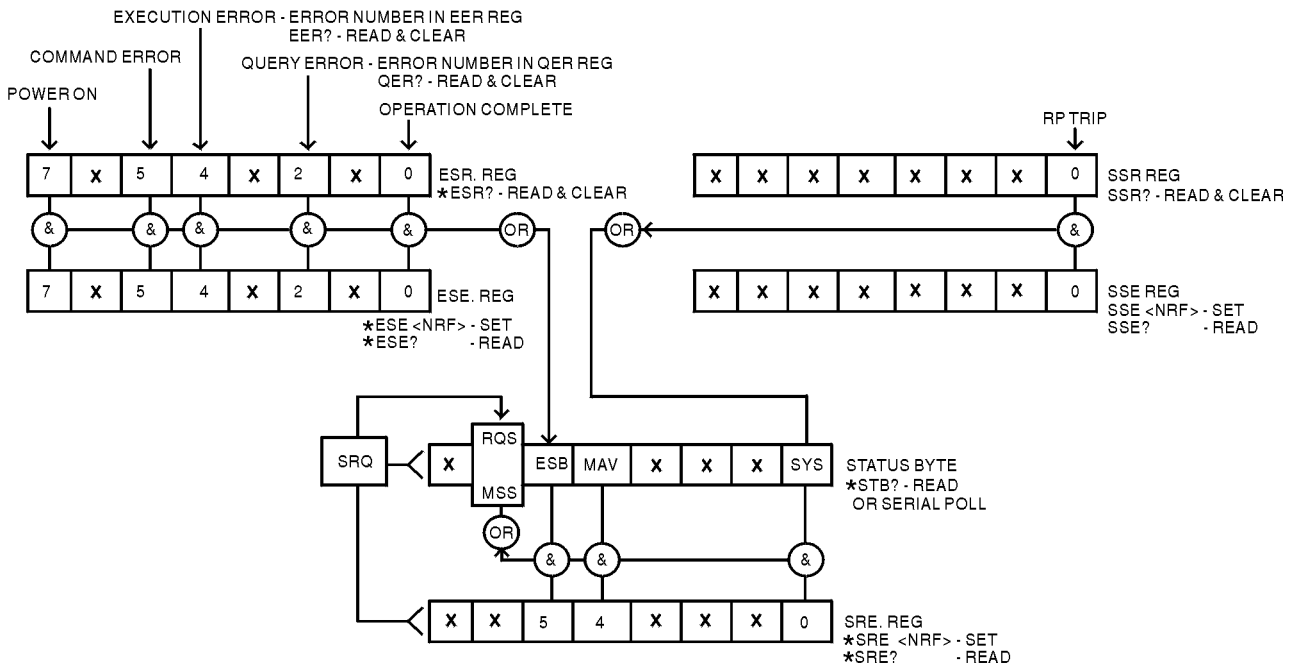 EXECUTION ERROR - ERROR NUMBER IN EER REG
EER? - READ & CLEAR
COMMAND ERROR
QUERY ERROR - ERROR NUMBER IN QER REG
QER? - READ & CLEAR
POWER ON
OPERATION COMPLETE
RP TRIP
7 X 5 4 X 2 X 0
ESR. REG
*ESR? - READ & CLEAR
X X X X X X X 0
SSR REG
SSR? - READ & CLEAR
& & & & & OR
OR &
7 X 5 4 X 2 X 0
ESE. REG
*ESE <NRF> - SET
*ESE? - READ
X X X X X X X 0
SSE REG
SSE <NRF> - SET
SSE? - READ
SRQ
X RQS MSS ESB MAV X X X SYS
STATUS BYTE
*STB? - READ
OR SERIAL POLL
OR
& & &
X X 5 4 X X X 0
SRE. REG
*SRE <NRF> - SET
*SRE? - READ